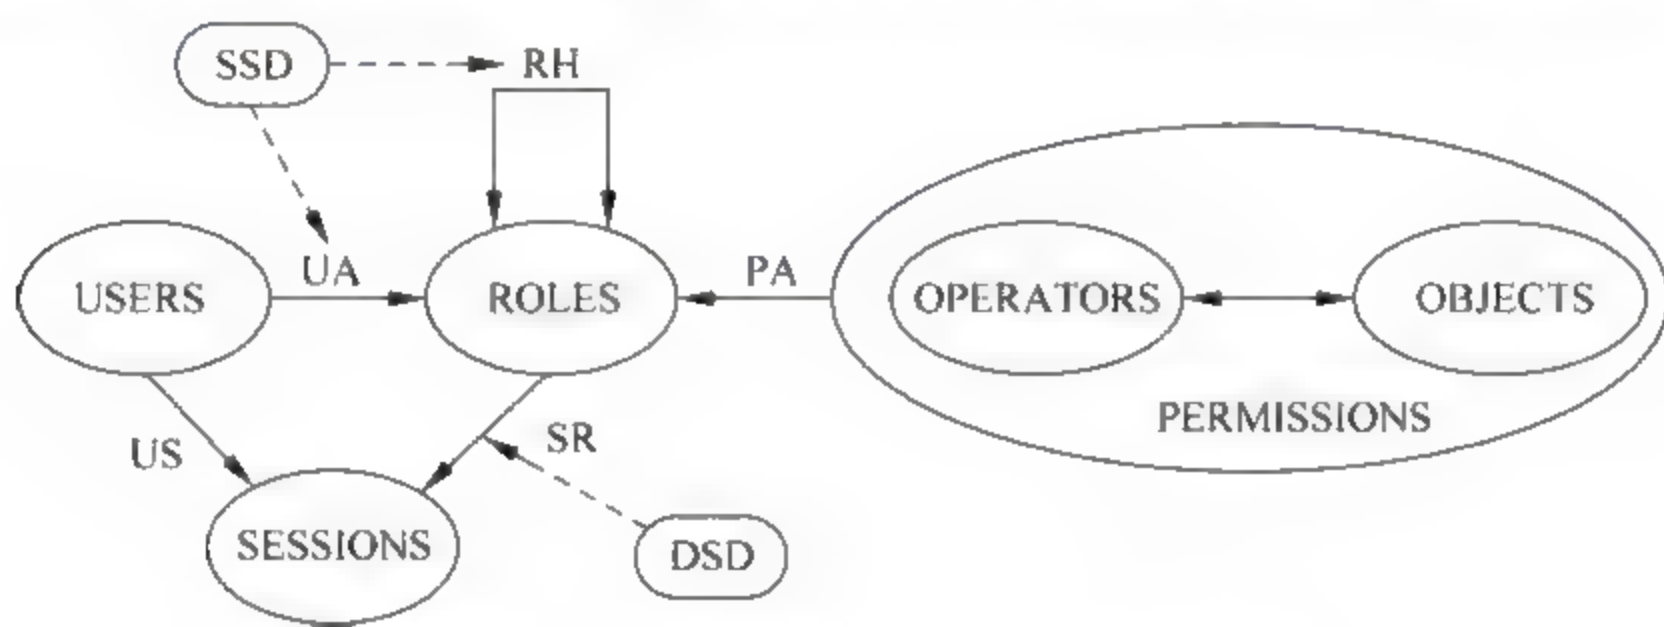 SSD
RH
UA
PA
USERS
ROLES
OPERATORS
OBJECTS
PERMISSIONS
US
SR
SESSIONS
DSD